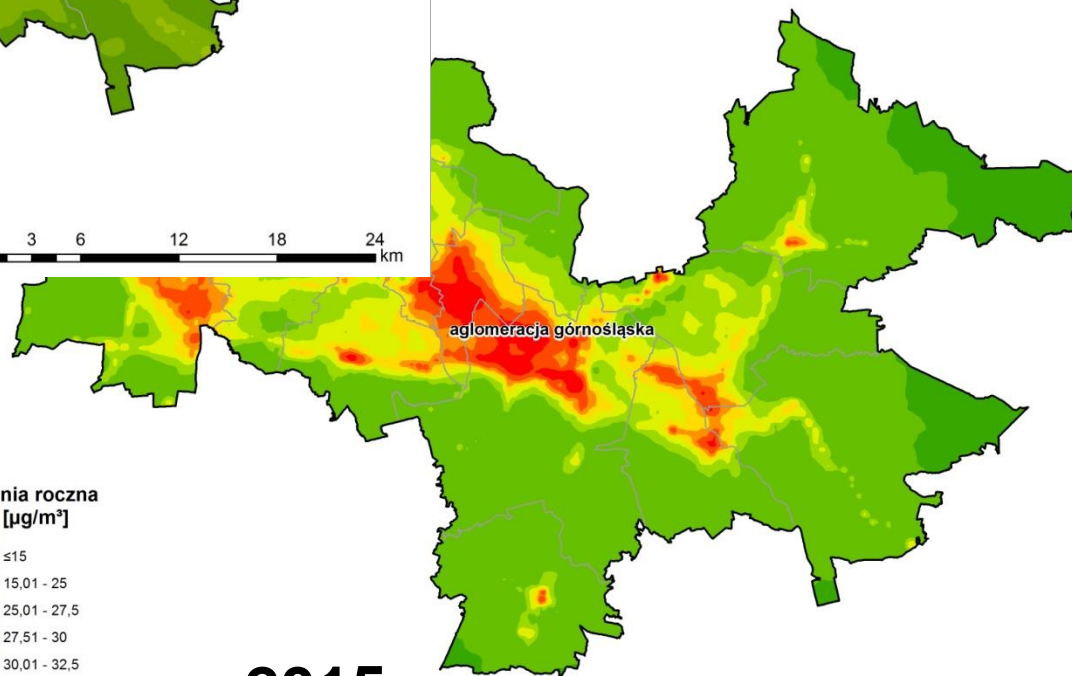 3 6 12 18 24
km
aglomeracja górnośląska
nia roczna
[µg/m³]
≤15
15,01 - 25
25,01 - 27,5
27,51 - 30
30,01 - 32,5
2015